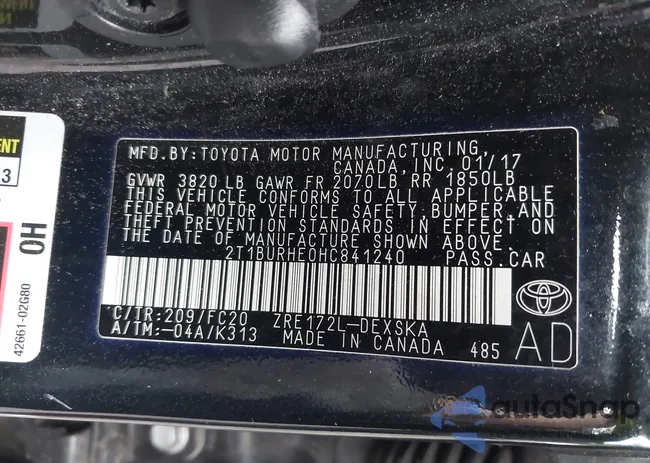 ENT
3
OH
42661-02G80
MFD.BY:TOYOTA MOTOR MANUFACTURING,
CANADA, INC. 01/17
GVWR 3820 LB GAWR FR 2070LB RR 1850LB
THIS VEHICLE CONFORMS TO ALL APPLICABLE
FEDERAL MOTOR VEHICLE SAFETY, BUMPER, AND
THEFT PREVENTION STANDARDS IN EFFECT ON
THE DATE OF MANUFACTURE SHOWN ABOVE.
2T1BURHE0HC841240 PASS.CAR
C/TR:209/FC20 ZRE172L-DEXSKA
A/TM:-04A/K313 MADE IN CANADA 485
AD
autoSnap